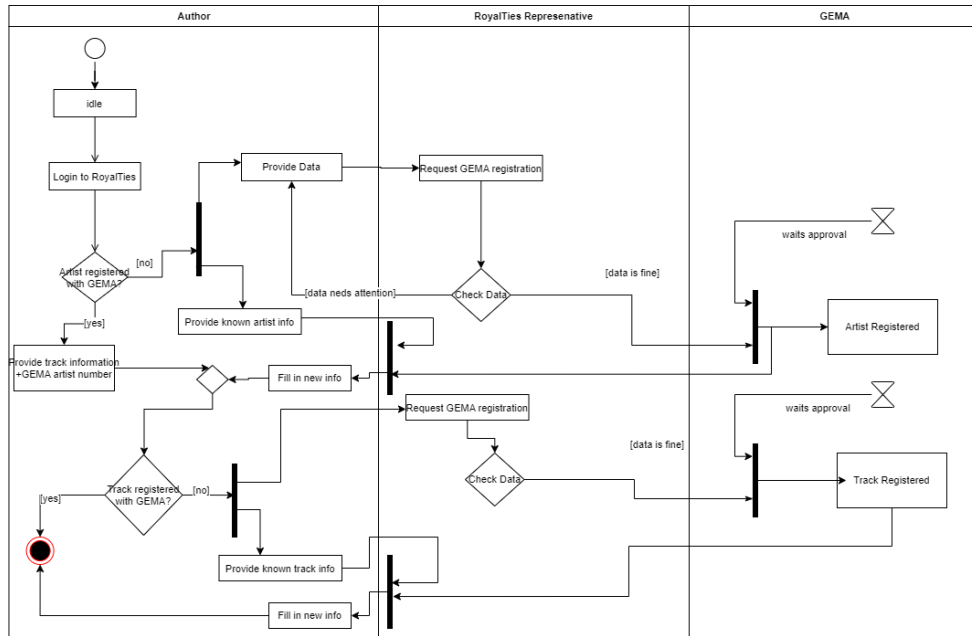 Author
RoyalTies Represenative
GEMA
idle
Login to RoyalTies
Provide Data
Request GEMA registration
waits approval
Artist registered
with GEMA?
[no]
[data is fine]
[data neds attention]
Check Data
Provide known artist info
[yes]
Artist Registered
Provide track information
+GEMA artist number
Fill in new info
Request GEMA registration
waits approval
[data is fine]
Track registered
with GEMA?
[yes]
[no]
Check Data
Track Registered
Provide known track info
Fill in new info